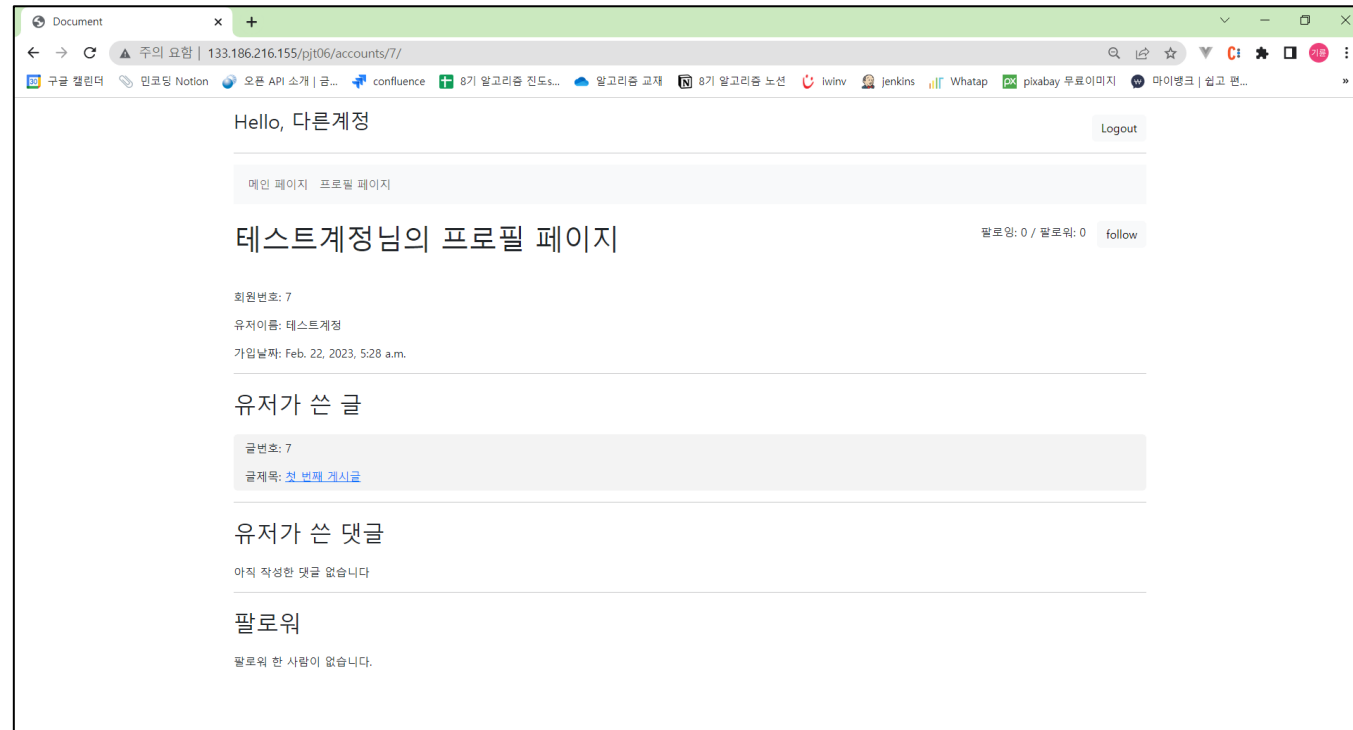 Document
주의 요함 | 133.186.216.155/pjt06/accounts/7/
기륜
30 구글 캘린더 민코딩 Notion 오픈 API 소개 | 금... confluence 8기 알고리즘 진도s... 알고리즘 교재 8기 알고리즘 노션 iwinv Jenkins Whatap px pixabay 무료이미지 마이뱅크 | 쉽고 편... »
Hello, 다른계정
Logout
메인 페이지 프로필 페이지
테스트계정님의 프로필 페이지
팔로잉: 0 / 팔로워: 0 follow
회원번호: 7
유저이름: 테스트계정
가입날짜: Feb. 22, 2023, 5:28 a.m.
유저가 쓴 글
글번호: 7
글제목: 첫 번째 게시글
유저가 쓴 댓글
아직 작성한 댓글 없습니다
팔로워
팔로워 한 사람이 없습니다.